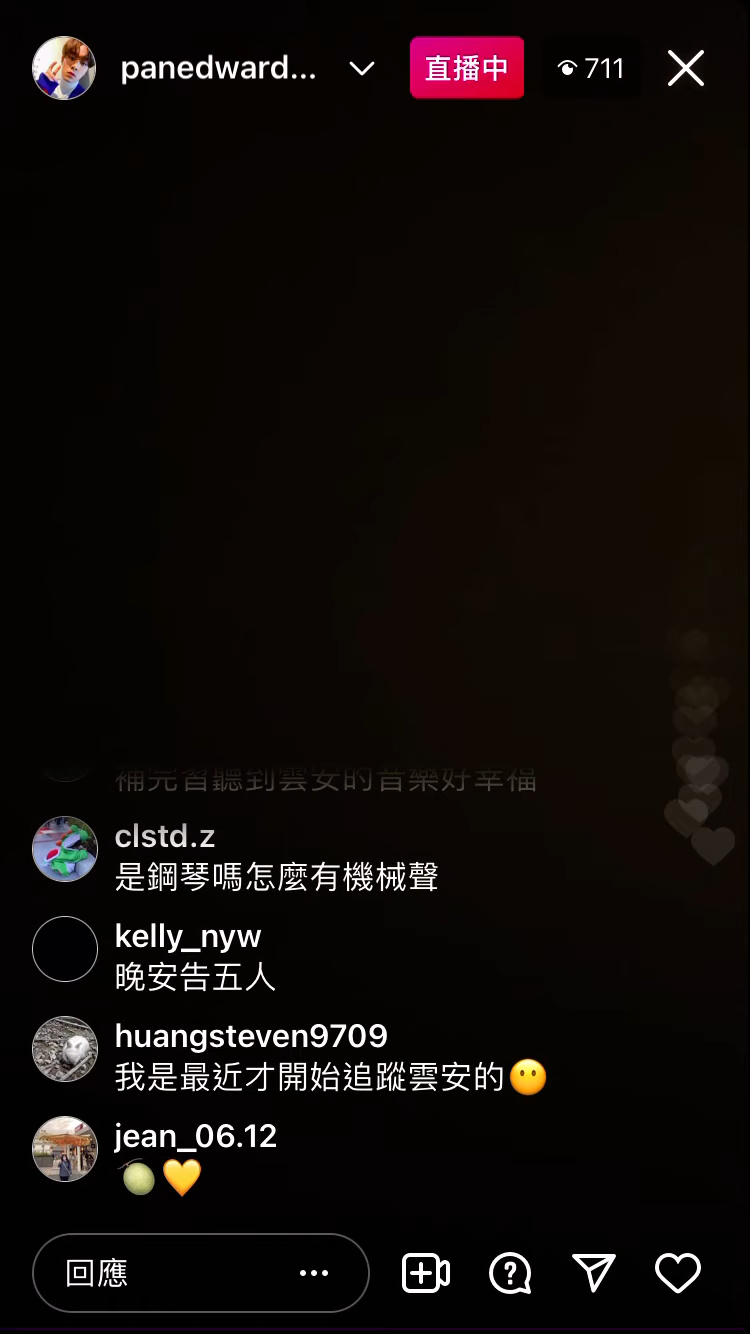 panedward...
直播中
711
補完習聽到雲安的音樂好幸福
clstd.z
是鋼琴嗎怎麼有機械聲
kelly_nyw
晚安告五人
huangsteven9709
我是最近才開始追蹤雲安的😶
jean_06.12
🍈💛
回應